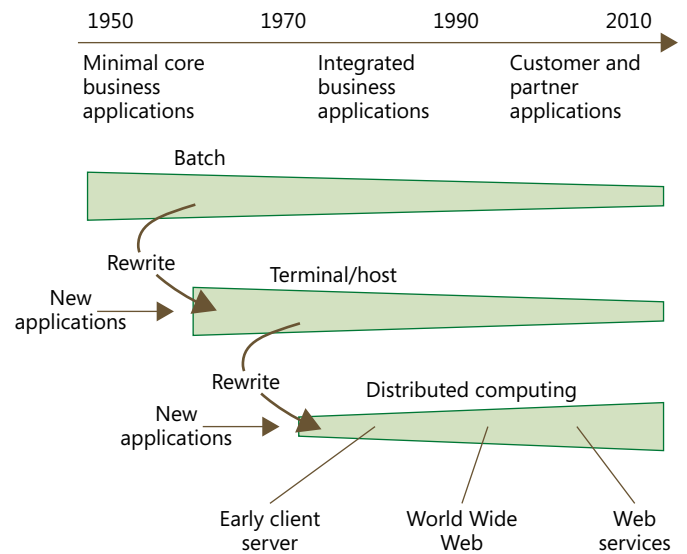 1950 1970 1990 2010
Minimal core
business
applications
Integrated
business
applications
Customer and
partner
applications
Batch
Rewrite
Terminal/host
New
applications
Rewrite
Distributed computing
New
applications
Early client
server
World Wide
Web
Web
services